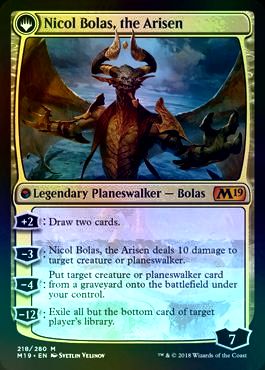 Nicol Bolas, the Arisen
Legendary Planeswalker — Bolas
M19
+2: Draw two cards.
-3: Nicol Bolas, the Arisen deals 10 damage to
target creature or planeswalker.
-4: Put target creature or planeswalker card
from a graveyard onto the battlefield under
your control.
-12: Exile all but the bottom card of target
player's library.
7
218/280 M
M19 • EN Svetlin Velinov
™ & © 2018 Wizards of the Coast